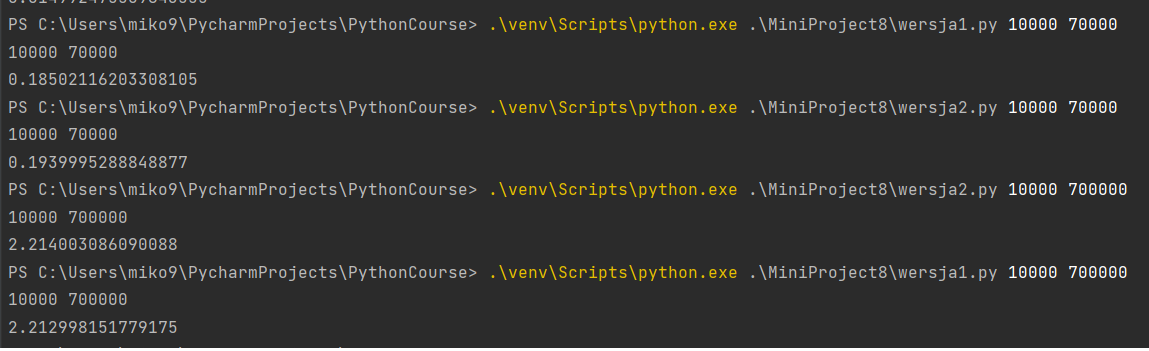 PS C:\Users\miko9\PycharmProjects\PythonCourse> .\venv\Scripts\python.exe .\MiniProject8\wersja1.py 10000 70000
10000 70000
0.18502116203308105
PS C:\Users\miko9\PycharmProjects\PythonCourse> .\venv\Scripts\python.exe .\MiniProject8\wersja2.py 10000 70000
10000 70000
0.1939995288848877
PS C:\Users\miko9\PycharmProjects\PythonCourse> .\venv\Scripts\python.exe .\MiniProject8\wersja2.py 10000 700000
10000 700000
2.214003086090088
PS C:\Users\miko9\PycharmProjects\PythonCourse> .\venv\Scripts\python.exe .\MiniProject8\wersja1.py 10000 700000
10000 700000
2.212998151779175